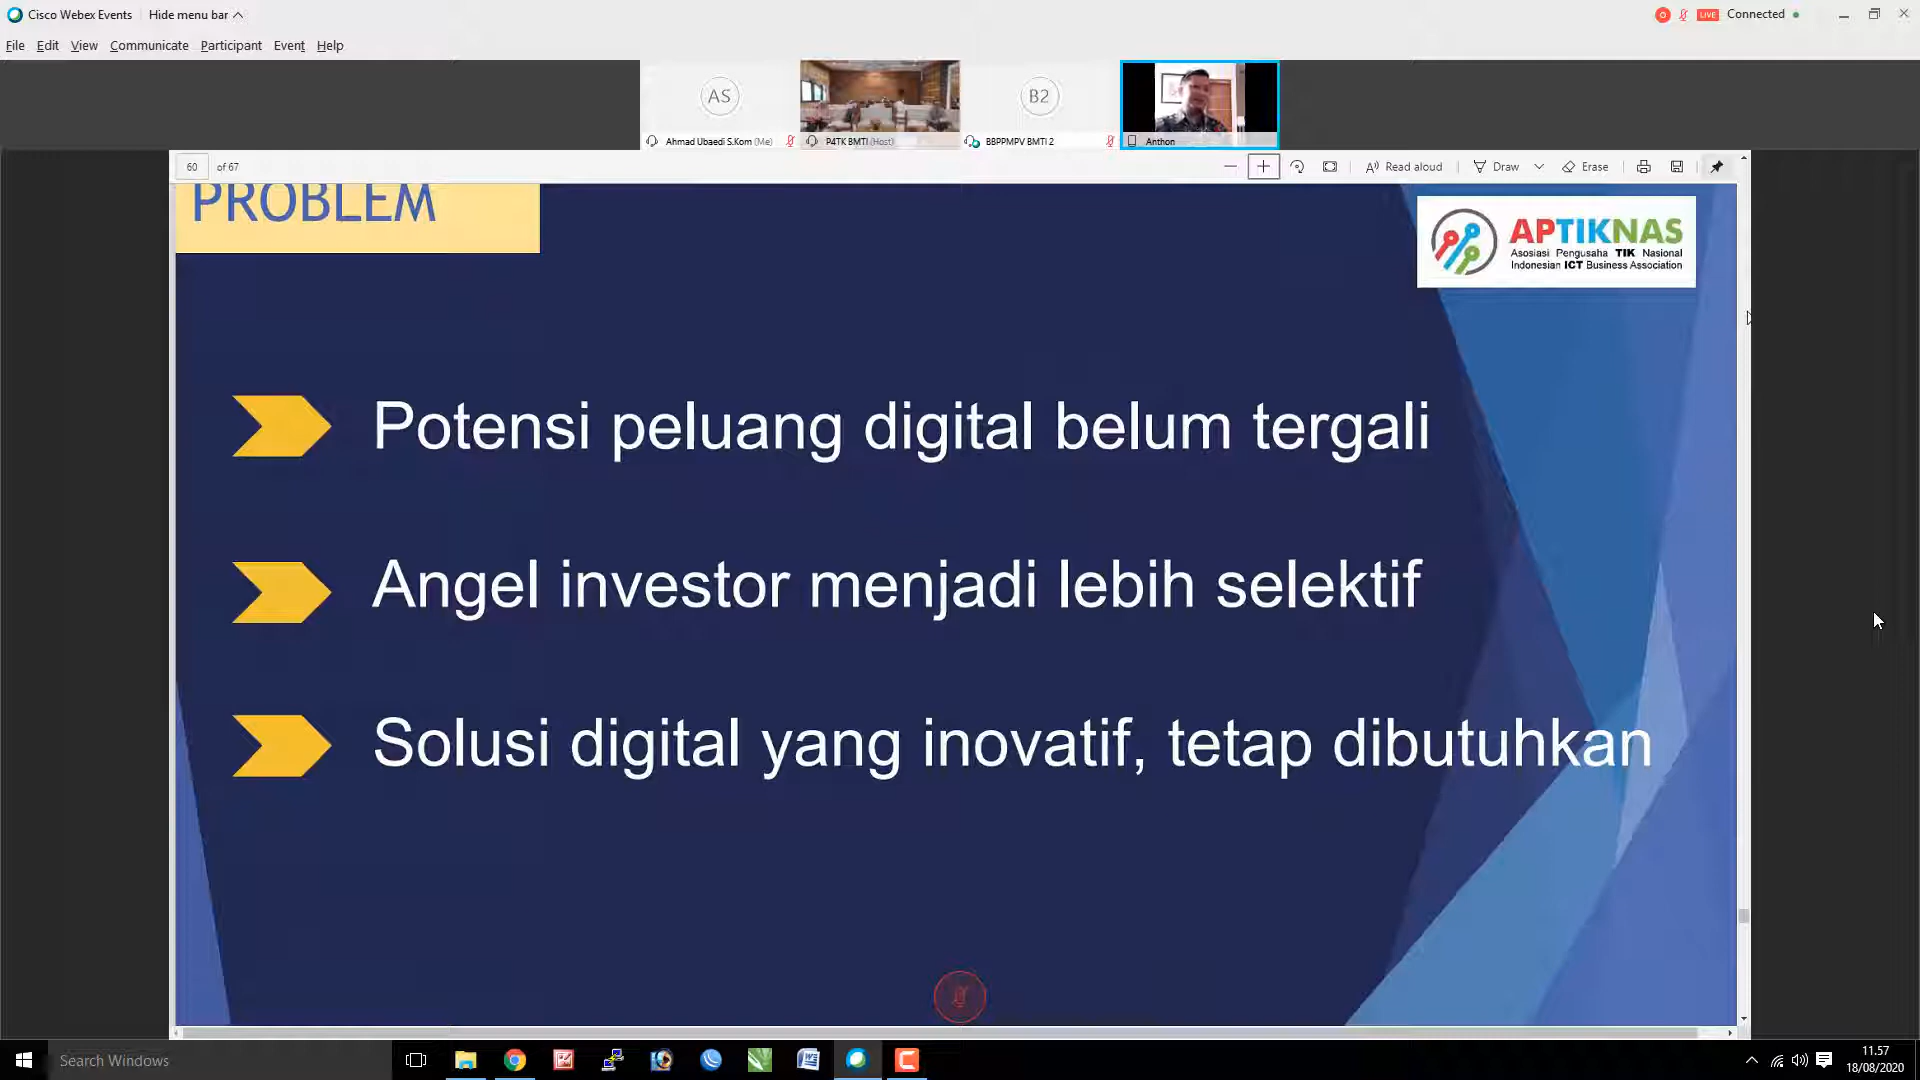 Cisco Webex Events
Hide menu bar
LIVE
Connected
File Edit View Communicate Participant Event Help
AS
B2
Ahmad Ubaedi S.Kom (Me)
P4TK BMTI (Host)
BBPPMPV BMTI 2
Anthon
60 of 67
Read aloud
Draw
Erase
PROBLEM
APTIKNAS
Asosiasi Pengusaha TIK Nasional
Indonesian ICT Business Association
Potensi peluang digital belum tergali
Angel investor menjadi lebih selektif
Solusi digital yang inovatif, tetap dibutuhkan
Search Windows
11.57
18/08/2020